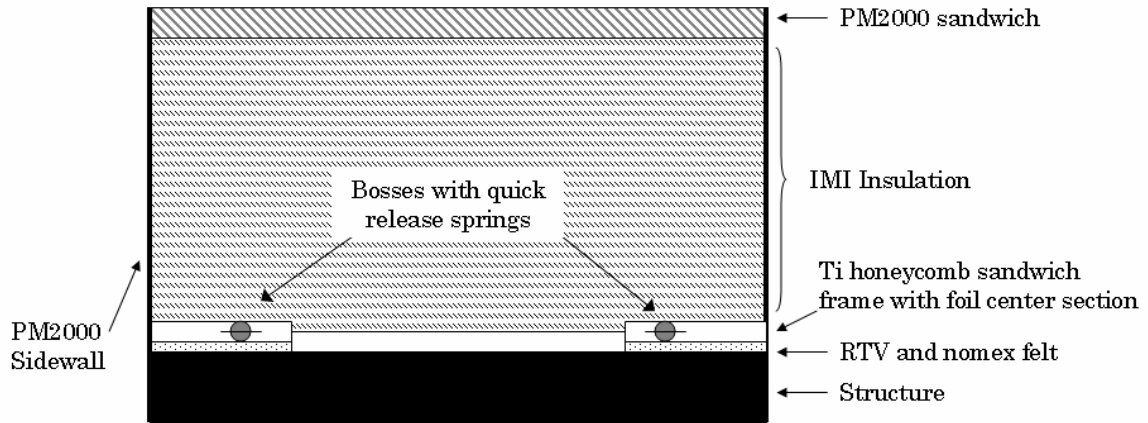 PM2000 sandwich
IMI Insulation
Bosses with quick
release springs
Ti honeycomb sandwich
frame with foil center section
PM2000
Sidewall
RTV and nomex felt
Structure